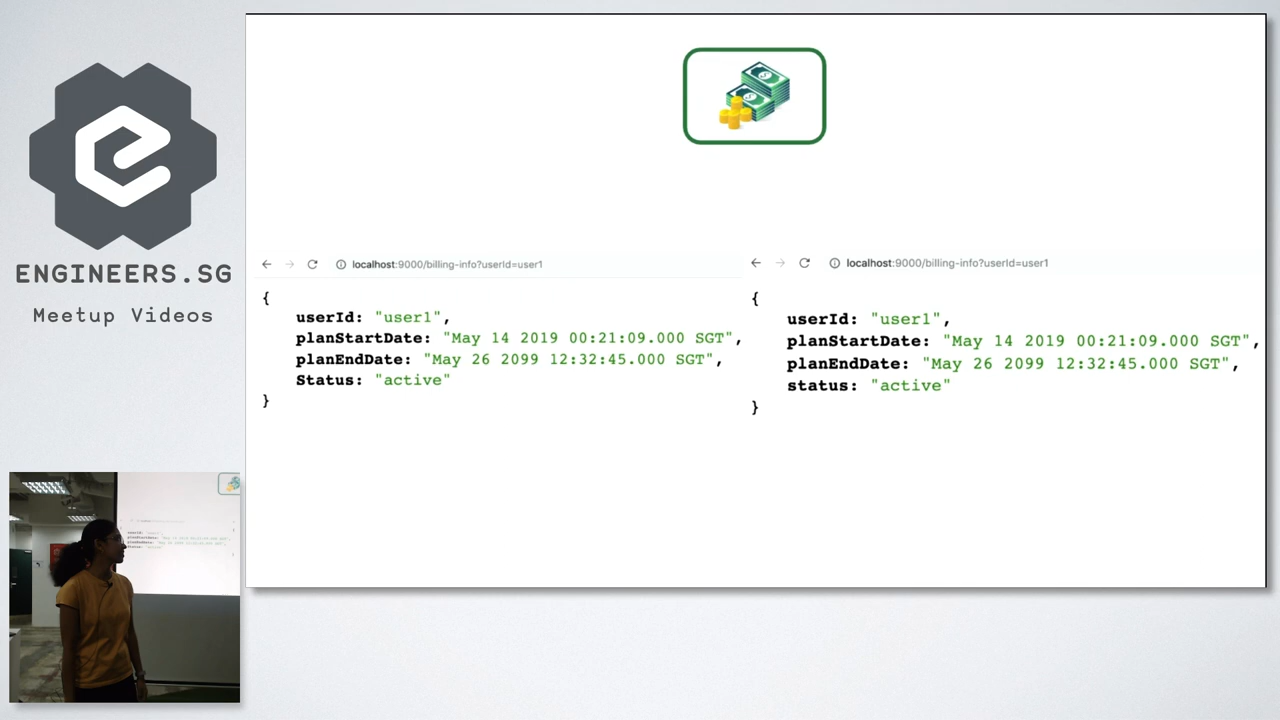 ENGINEERS.SG
Meetup Videos
localhost:9000/billing-info?userId=user1
{
userId: "user1",
planStartDate: "May 14 2019 00:21:09.000 SGT",
planEndDate: "May 26 2099 12:32:45.000 SGT",
Status: "active"
}
localhost:9000/billing-info?userId=user1
{
userId: "user1",
planStartDate: "May 14 2019 00:21:09.000 SGT",
planEndDate: "May 26 2099 12:32:45.000 SGT",
status: "active"
}